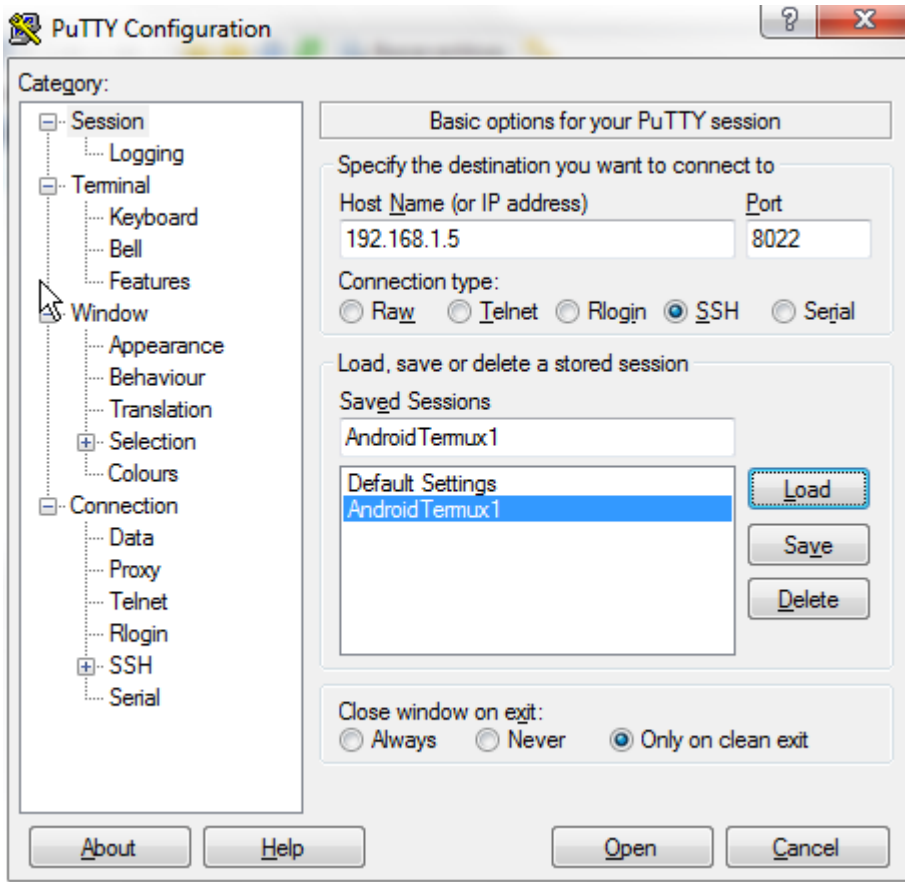 PuTTY Configuration
?
Category:
Session
Logging
Terminal
Keyboard
Bell
Features
Window
Appearance
Behaviour
Translation
Selection
Colours
Connection
Data
Proxy
Telnet
Rlogin
SSH
Serial
Basic options for your PuTTY session
Specify the destination you want to connect to
Host Name (or IP address) Port
192.168.1.5 8022
Connection type:
Raw Telnet Rlogin SSH Serial
Load, save or delete a stored session
Saved Sessions
AndroidTermux1
Default Settings
AndroidTermux1
Load
Save
Delete
Close window on exit:
Always Never Only on clean exit
About Help Open Cancel